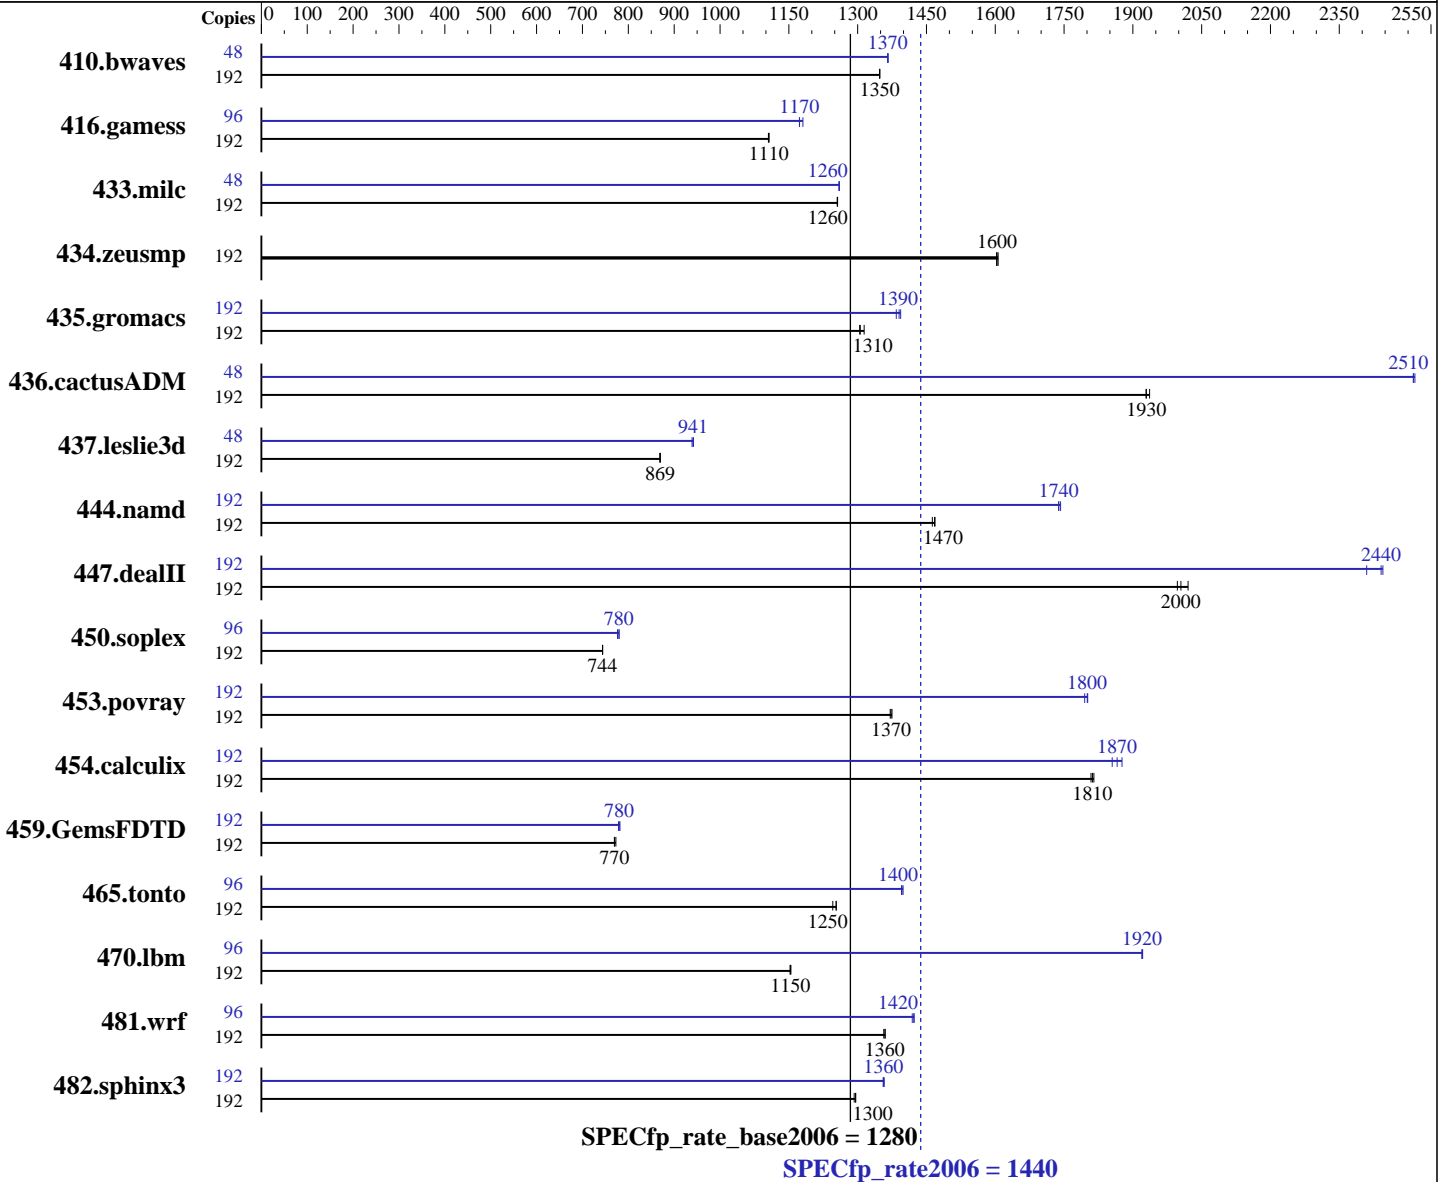 Copies 0 100 200 300 400 500 600 700 800 900 1000 1150 1300 1450 1600 1750 1900 2050 2200 2350 2550
410.bwaves 48 1370
192 1350
416.gamess 96 1170
192 1110
433.milc 48 1260
192 1260
434.zeusmp 192 1600
435.gromacs 192 1390
192 1310
436.cactusADM 48 2510
192 1930
437.leslie3d 48 941
192 869
444.namd 192 1740
192 1470
447.dealII 192 2440
192 2000
450.soplex 96 780
192 744
453.povray 192 1800
192 1370
454.calculix 192 1870
192 1810
459.GemsFDTD 192 780
192 770
465.tonto 96 1400
192 1250
470.lbm 96 1920
192 1150
481.wrf 96 1420
192 1360
482.sphinx3 192 1360
192 1300
SPECfp_rate_base2006 = 1280
SPECfp_rate2006 = 1440